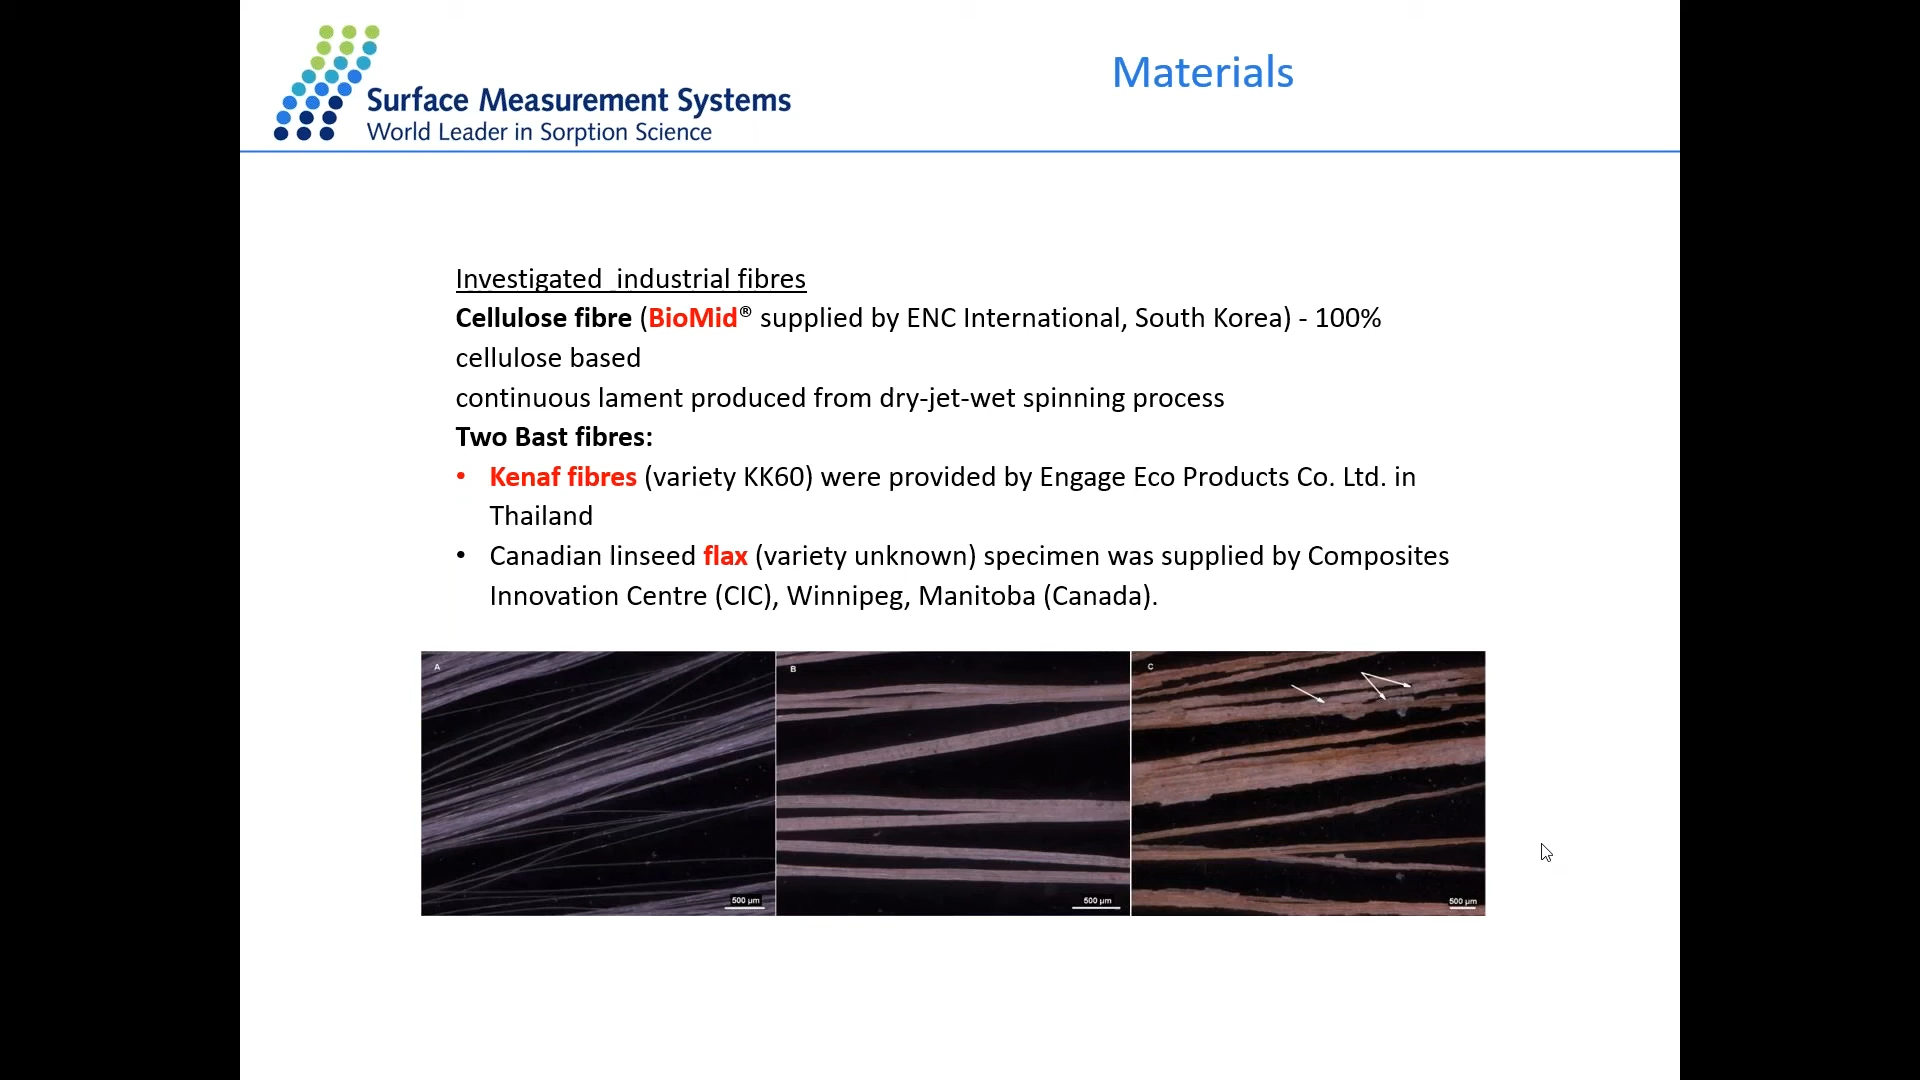 Surface Measurement Systems
World Leader in Sorption Science
Materials
Investigated industrial fibres
Cellulose fibre (BioMid® supplied by ENC International, South Korea) - 100%
cellulose based
continuous lament produced from dry-jet-wet spinning process
Two Bast fibres:
• Kenaf fibres (variety KK60) were provided by Engage Eco Products Co. Ltd. in
Thailand
• Canadian linseed flax (variety unknown) specimen was supplied by Composites
Innovation Centre (CIC), Winnipeg, Manitoba (Canada).
A
B
C
500 µm
500 µm
500 µm